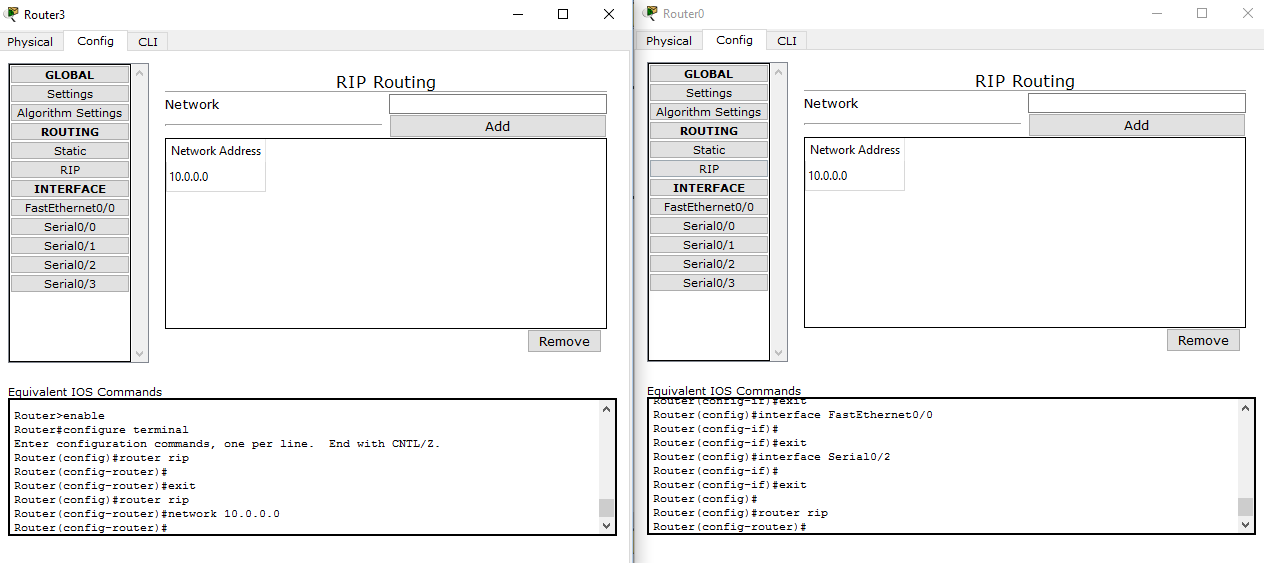 Router3
Physical Config CLI
GLOBAL
Settings
Algorithm Settings
ROUTING
Static
RIP
INTERFACE
FastEthernet0/0
Serial0/0
Serial0/1
Serial0/2
Serial0/3
RIP Routing
Network
Add
Network Address
10.0.0.0
Remove
Equivalent IOS Commands
Router>enable
Router#configure terminal
Enter configuration commands, one per line.  End with CNTL/Z.
Router(config)#router rip
Router(config-router)#
Router(config-router)#exit
Router(config)#router rip
Router(config-router)#network 10.0.0.0
Router(config-router)#
Router0
Physical Config CLI
GLOBAL
Settings
Algorithm Settings
ROUTING
Static
RIP
INTERFACE
FastEthernet0/0
Serial0/0
Serial0/1
Serial0/2
Serial0/3
RIP Routing
Network
Add
Network Address
10.0.0.0
Remove
Equivalent IOS Commands
Router(config-if)#exit
Router(config)#interface FastEthernet0/0
Router(config-if)#
Router(config-if)#exit
Router(config)#interface Serial0/2
Router(config-if)#
Router(config-if)#exit
Router(config)#
Router(config)#router rip
Router(config-router)#